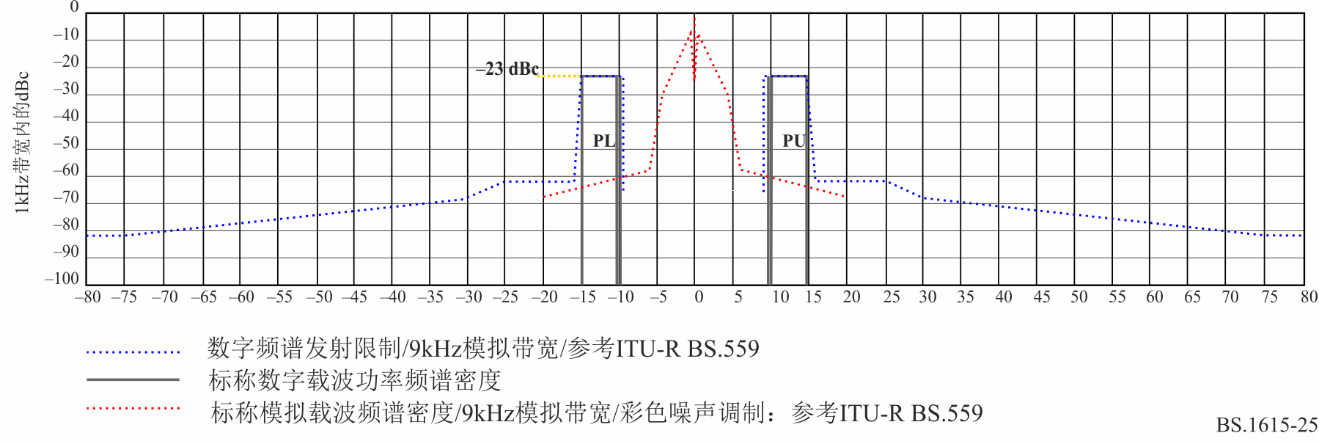 0
–10
–20
–23 dBc
–30
–40
–50
PL
PU
–60
–70
–80
–90
–100
1kHz带宽内的dBc
–80 –75 –70 –65 –60 –55 –50 –45 –40 –35 –30 –25 –20 –15 –10 –5 0 5 10 15 20 25 30 35 40 45 50 55 60 65 70 75 80
数字频谱发射限制/9kHz模拟带宽/参考ITU-R BS.559
标称数字载波功率频谱密度
标称模拟载波频谱密度/9kHz模拟带宽/彩色噪声调制：参考ITU-R BS.559
BS.1615-25